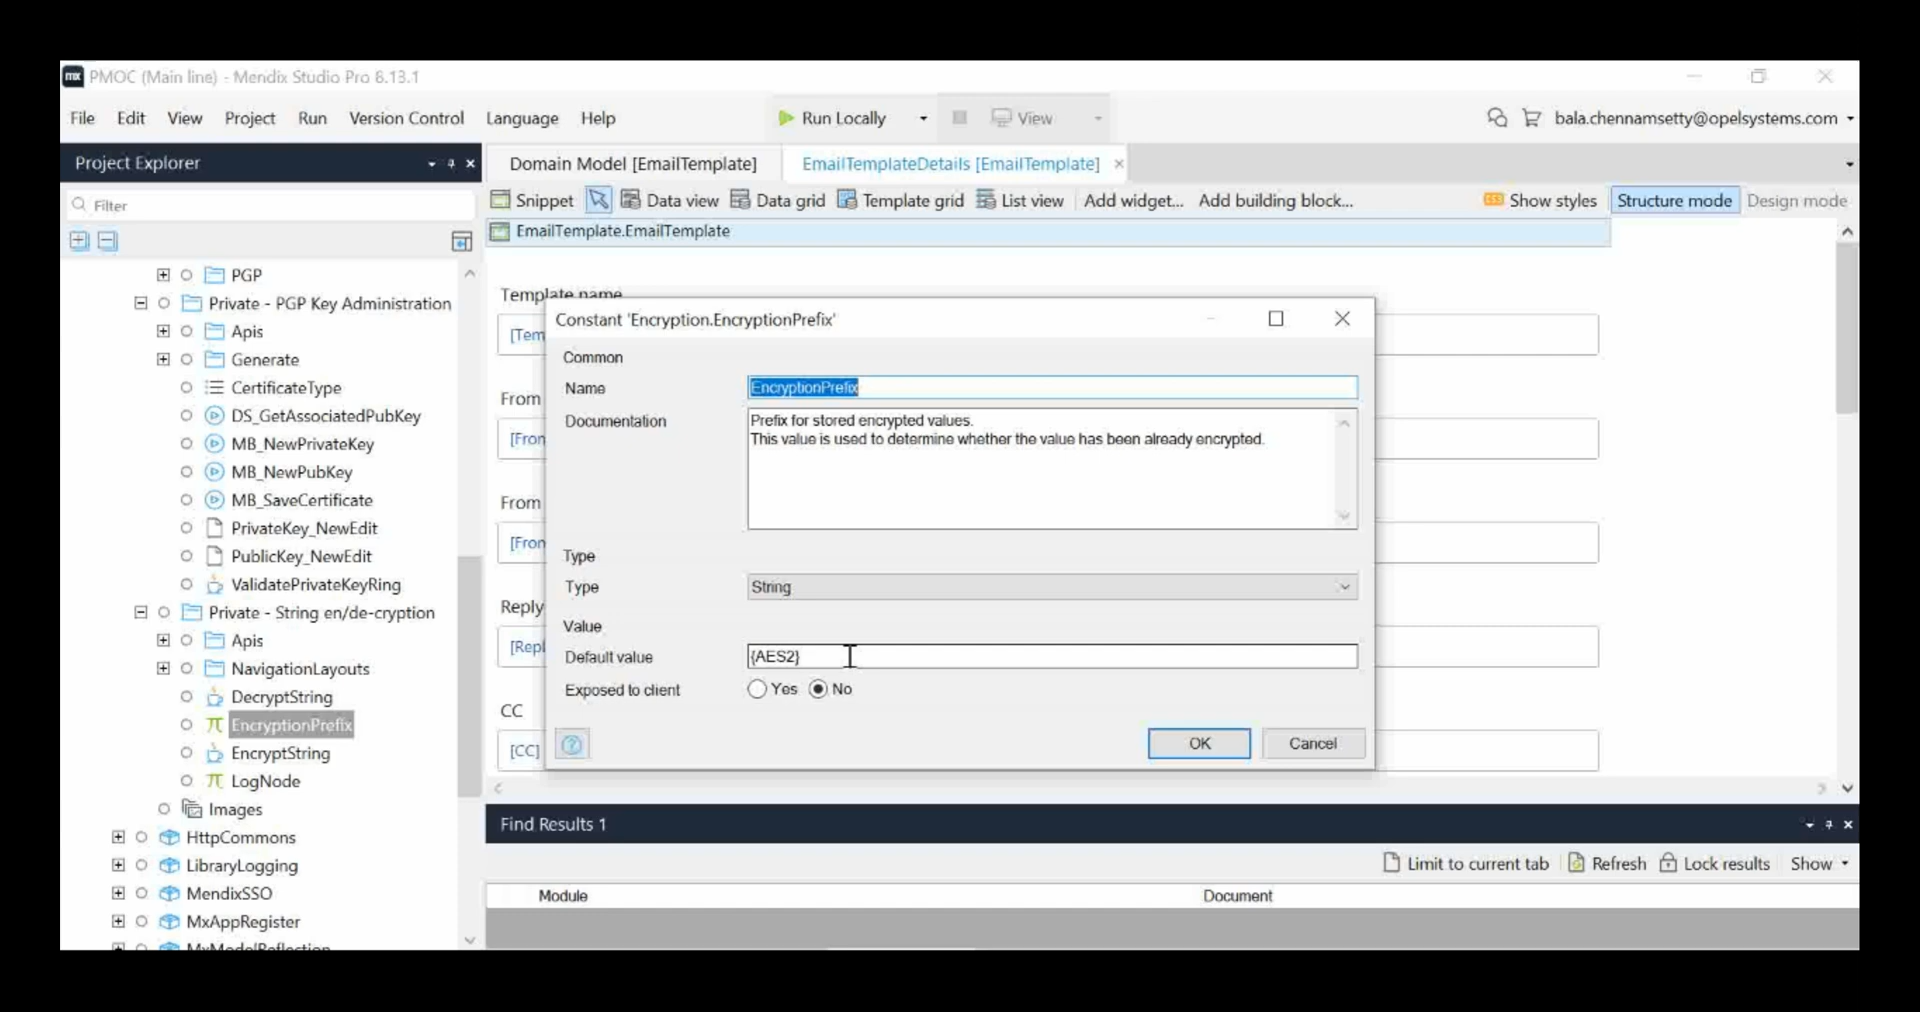 mx PMOC (Main line) - Mendix Studio Pro 8.13.1
File Edit View Project Run Version Control Language Help Run Locally View bala.chennamsetty@opelsystems.com
Project Explorer
Domain Model [EmailTemplate] EmailTemplateDetails [EmailTemplate]
Filter
Snippet Data view Data grid Template grid List view Add widget... Add building block... Show styles Structure mode Design mode
EmailTemplate.EmailTemplate
PGP
Private - PGP Key Administration
Apis
Generate
CertificateType
DS_GetAssociatedPubKey
MB_NewPrivateKey
MB_NewPubKey
MB_SaveCertificate
PrivateKey_NewEdit
PublicKey_NewEdit
ValidatePrivateKeyRing
Private - String en/de-cryption
Apis
NavigationLayouts
DecryptString
EncryptionPrefix
EncryptString
LogNode
Images
HttpCommons
LibraryLogging
MendixSSO
MxAppRegister
MxModelReflection
Template name
[Tem
From
[Fron
From
[Fron
Reply
[Repl
CC
[CC]
Constant 'Encryption.EncryptionPrefix'
Common
Name EncryptionPrefix
Documentation Prefix for stored encrypted values.
This value is used to determine whether the value has been already encrypted.
Type
Type String
Value
Default value {AES2}
Exposed to client Yes No
OK Cancel
Find Results 1
Limit to current tab Refresh Lock results Show
Module Document